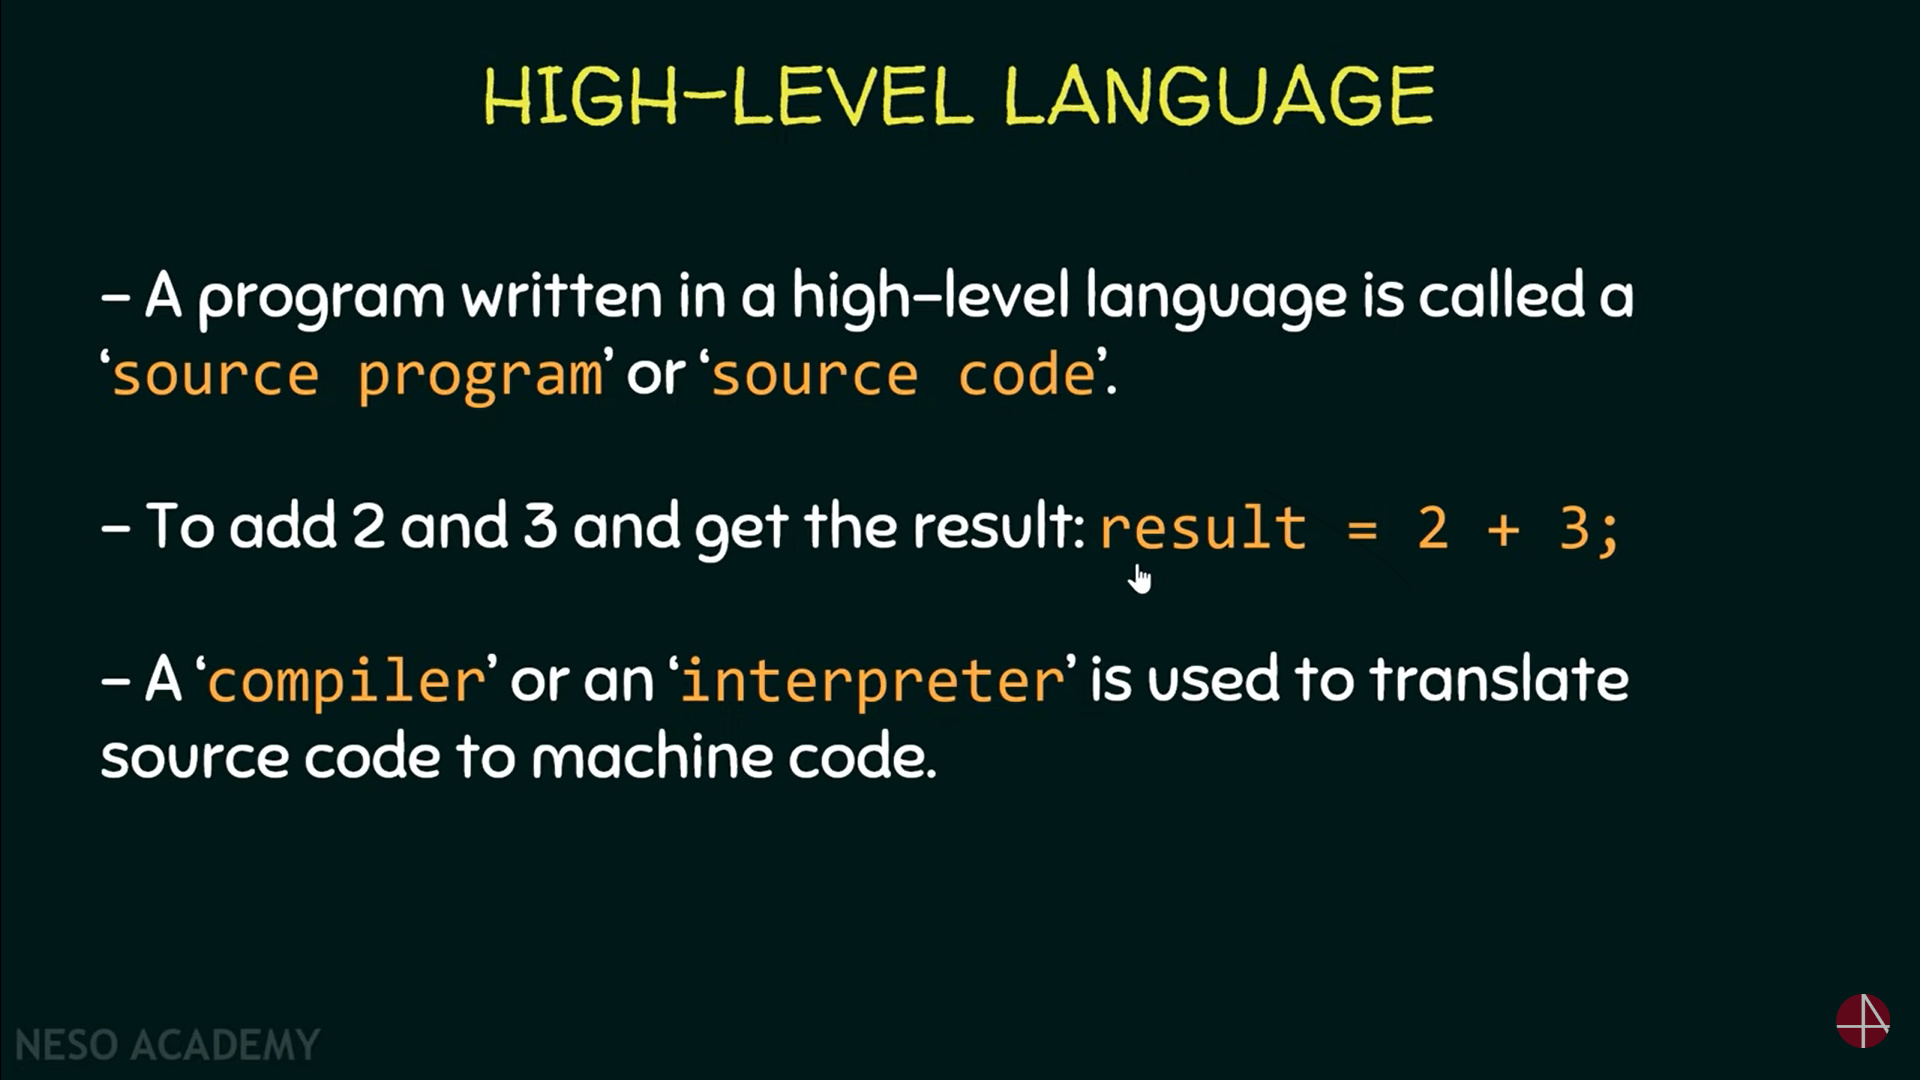 HIGH-LEVEL LANGUAGE
– A program written in a high-level language is called a
‘source program’ or ‘source code’.
– To add 2 and 3 and get the result: result = 2 + 3;
– A ‘compiler’ or an ‘interpreter’ is used to translate
source code to machine code.
NESO ACADEMY